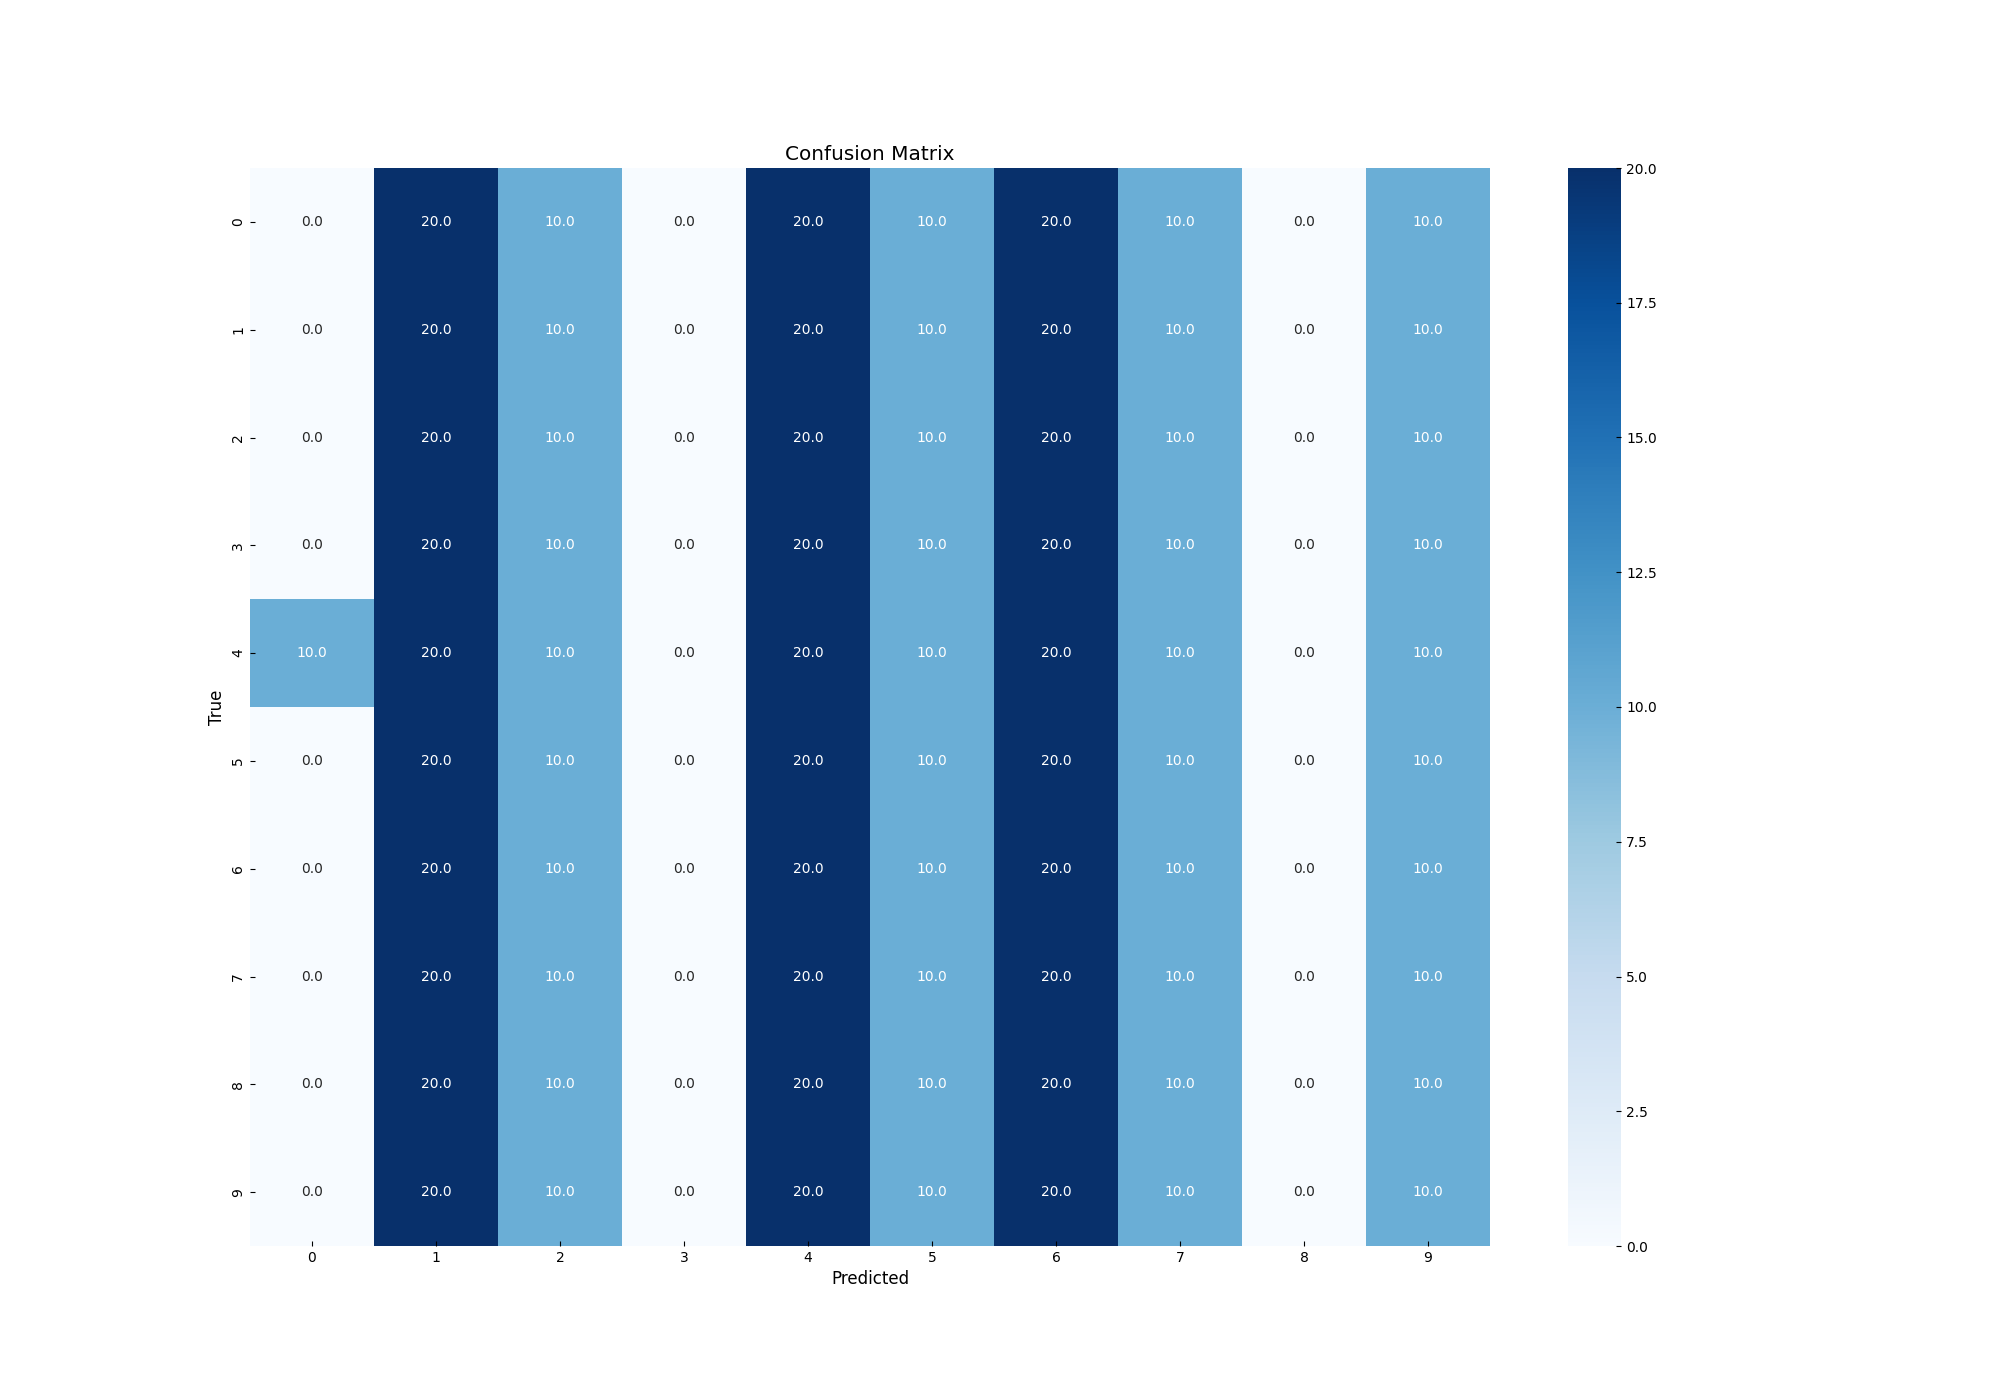 Confusion Matrix
0 0.0 20.0 10.0 0.0 20.0 10.0 20.0 10.0 0.0 10.0
1 0.0 20.0 10.0 0.0 20.0 10.0 20.0 10.0 0.0 10.0
2 0.0 20.0 10.0 0.0 20.0 10.0 20.0 10.0 0.0 10.0
3 0.0 20.0 10.0 0.0 20.0 10.0 20.0 10.0 0.0 10.0
4 10.0 20.0 10.0 0.0 20.0 10.0 20.0 10.0 0.0 10.0
5 0.0 20.0 10.0 0.0 20.0 10.0 20.0 10.0 0.0 10.0
6 0.0 20.0 10.0 0.0 20.0 10.0 20.0 10.0 0.0 10.0
7 0.0 20.0 10.0 0.0 20.0 10.0 20.0 10.0 0.0 10.0
8 0.0 20.0 10.0 0.0 20.0 10.0 20.0 10.0 0.0 10.0
9 0.0 20.0 10.0 0.0 20.0 10.0 20.0 10.0 0.0 10.0
0 1 2 3 4 5 6 7 8 9
Predicted
True
20.0
17.5
15.0
12.5
10.0
7.5
5.0
2.5
0.0